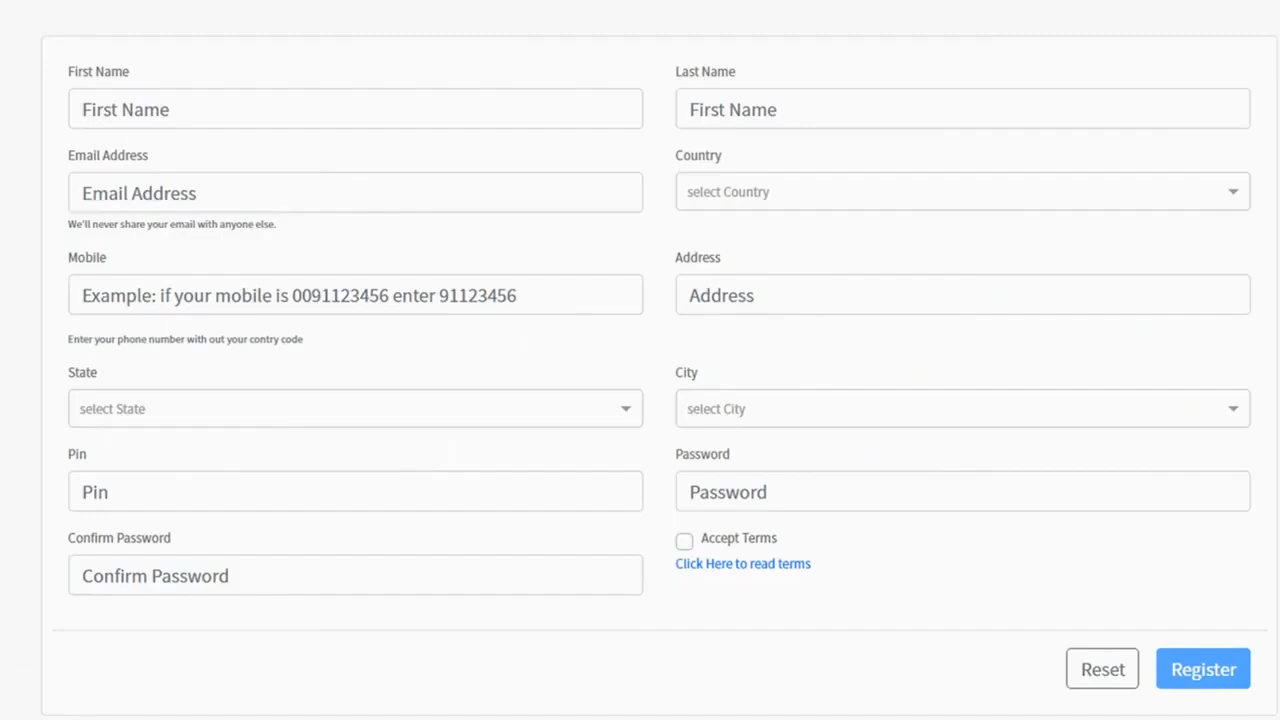 First Name
Last Name
First Name
First Name
Email Address
Country
Email Address
select Country
We'll never share your email with anyone else.
Mobile
Address
Example: if your mobile is 0091123456 enter 91123456
Address
Enter your phone number with out your contry code
State
City
select State
select City
Pin
Password
Pin
Password
Confirm Password
Accept Terms
Confirm Password
Click Here to read terms
Reset
Register